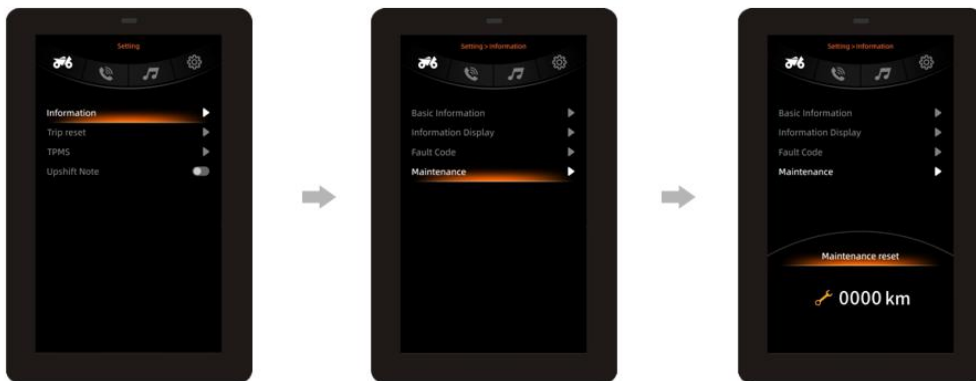 Setting
Information
Trip reset
TPMS
Upshift Note
Setting > Information
Basic Information
Information Display
Fault Code
Maintenance
Setting > Information
Basic Information
Information Display
Fault Code
Maintenance
Maintenance reset
0000 km